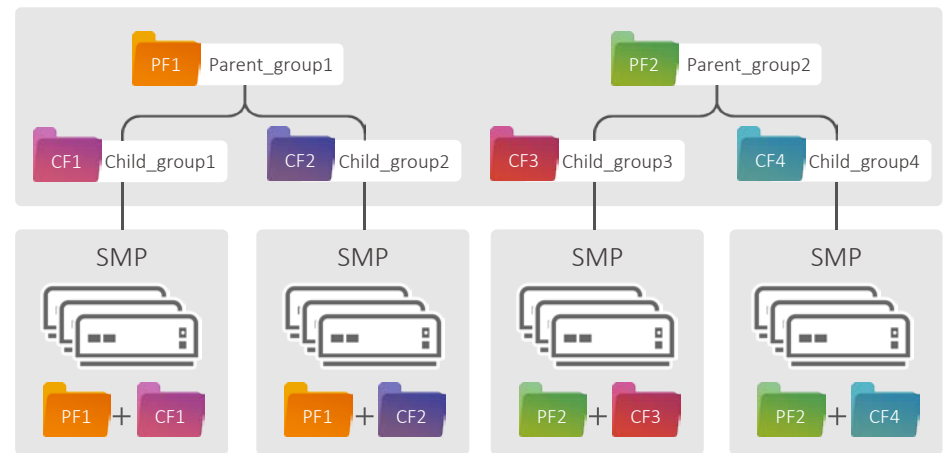 PF1 Parent_group1
PF2 Parent_group2
CF1 Child_group1
CF2 Child_group2
CF3 Child_group3
CF4 Child_group4
SMP
SMP
SMP
SMP
PF1 + CF1
PF1 + CF2
PF2 + CF3
PF2 + CF4